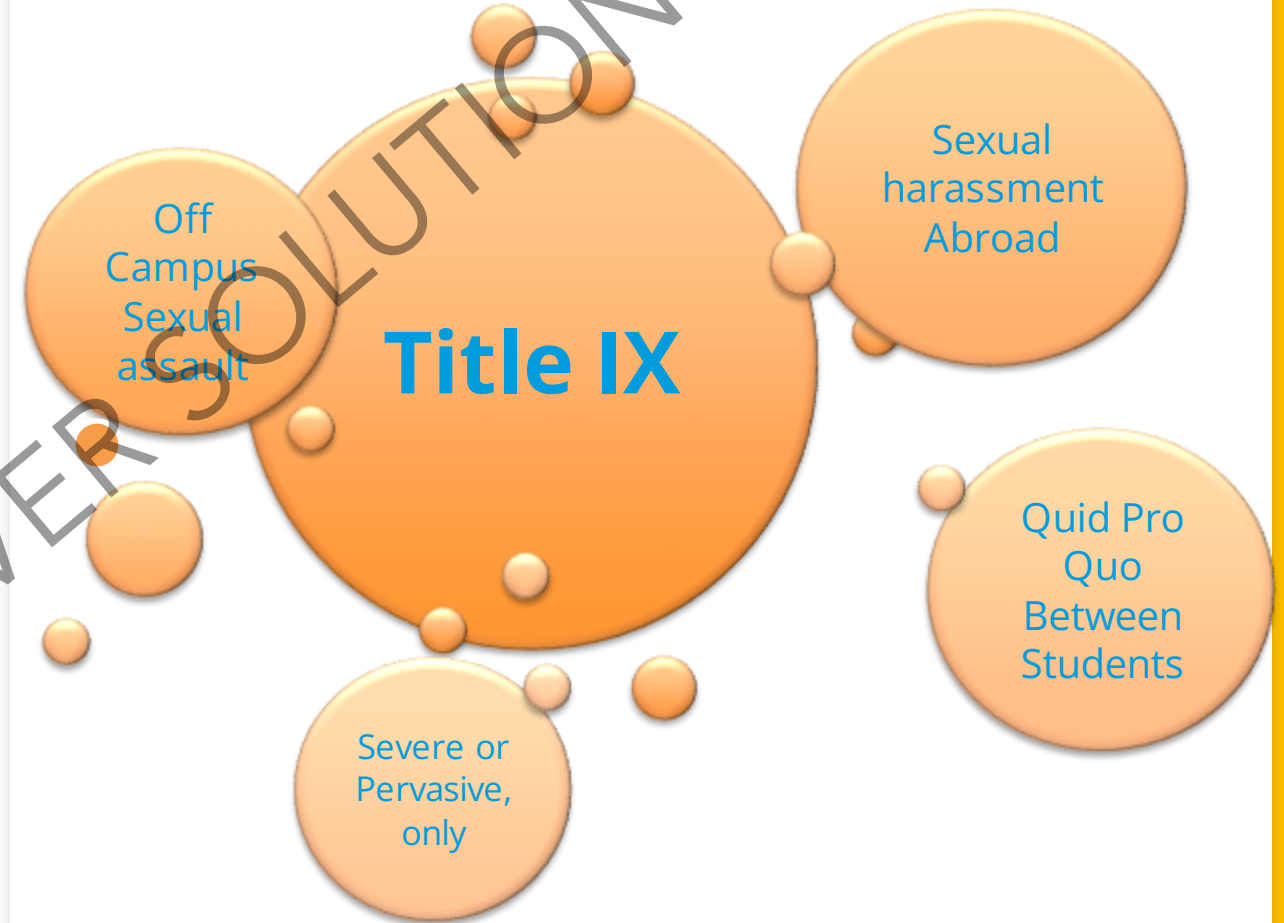 Title IX
Off
Campus
Sexual
assault
Sexual
harassment
Abroad
Quid Pro
Quo
Between
Students
Severe or
Pervasive,
only
VER SOLUTION